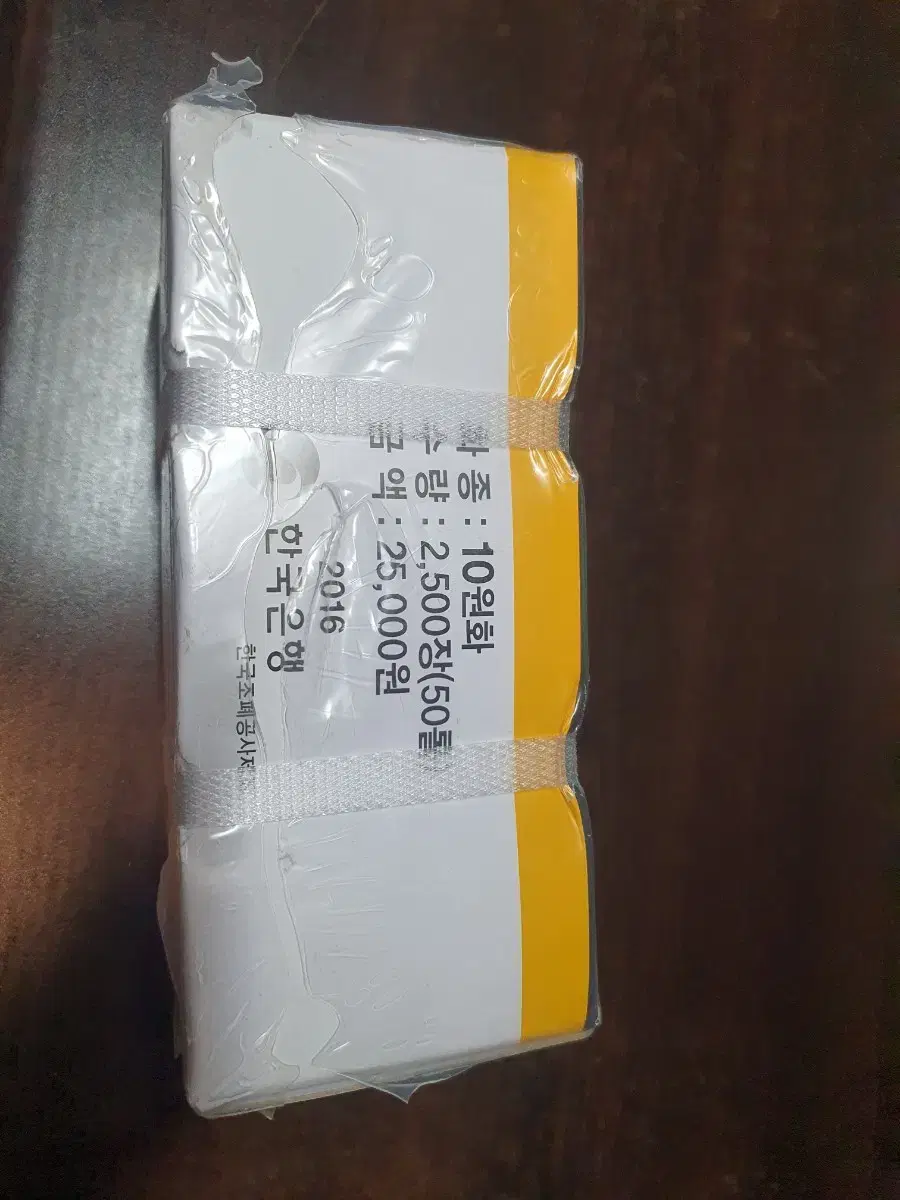 화 종 : 10원화
수 량 : 2,500장(50롤)
금 액 : 25,000원
2016
한국은행
한국조폐공사제